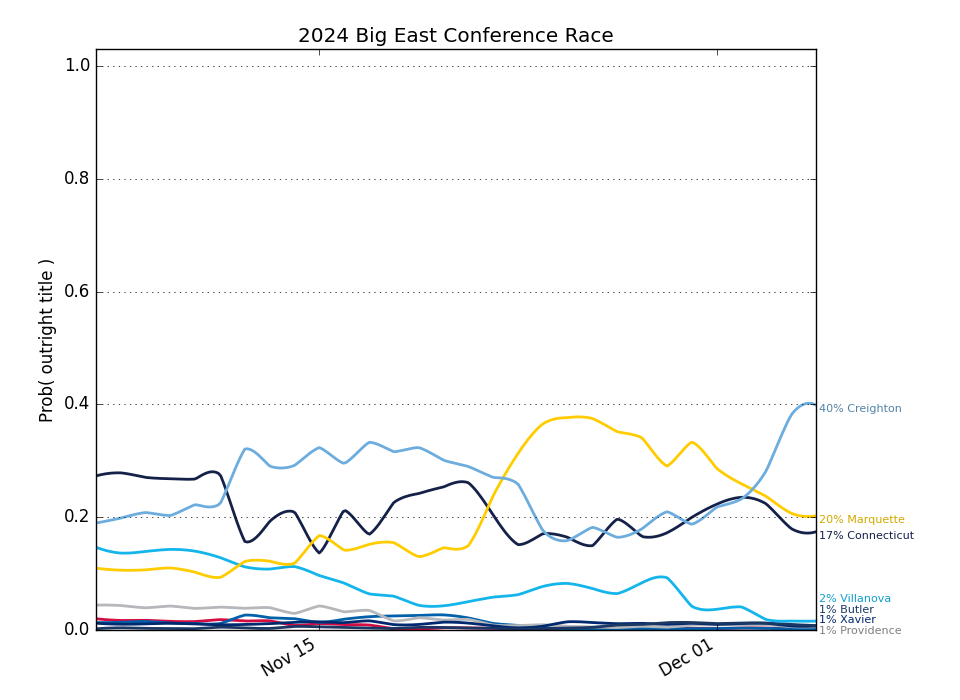 2024 Big East Conference Race
Prob( outright title )
1.0
0.8
0.6
0.4
0.2
0.0
Nov 15
Dec 01
40% Creighton
20% Marquette
17% Connecticut
2% Villanova
1% Butler
1% Xavier
1% Providence